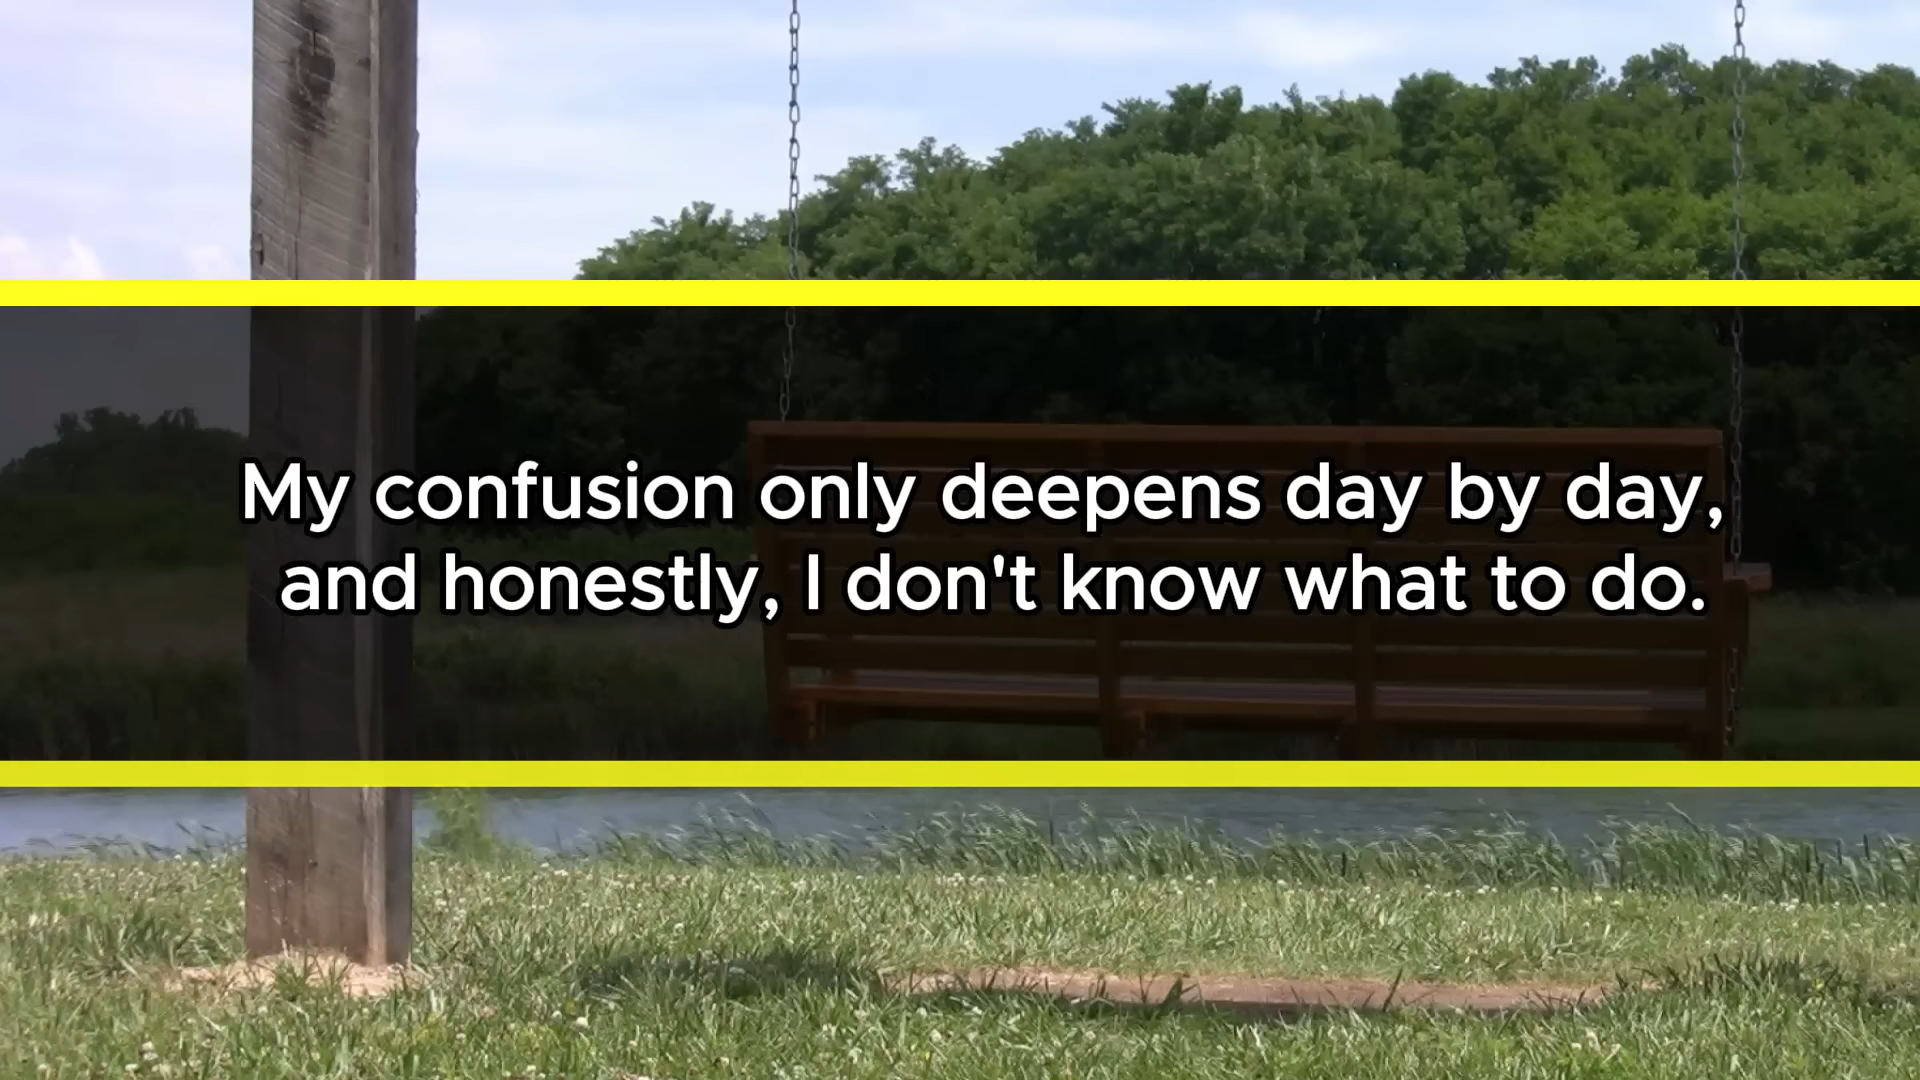 My confusion only deepens day by day,
and honestly, I don't know what to do.